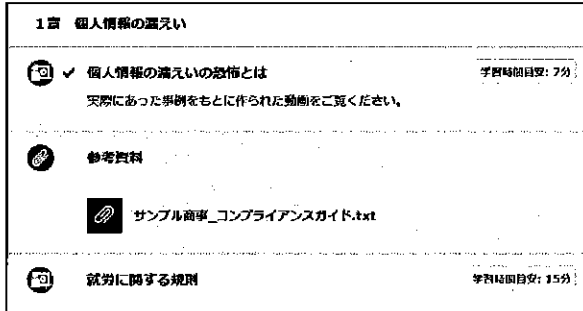 1章 個人情報の漏えい
✓ 個人情報の漏えいの恐怖とは 学習時間目安: 7分
実際にあった事例をもとに作られた動画をご覧ください。
参考資料
サンプル商事_コンプライアンスガイド.txt
就労に関する規則 学習時間目安: 15分